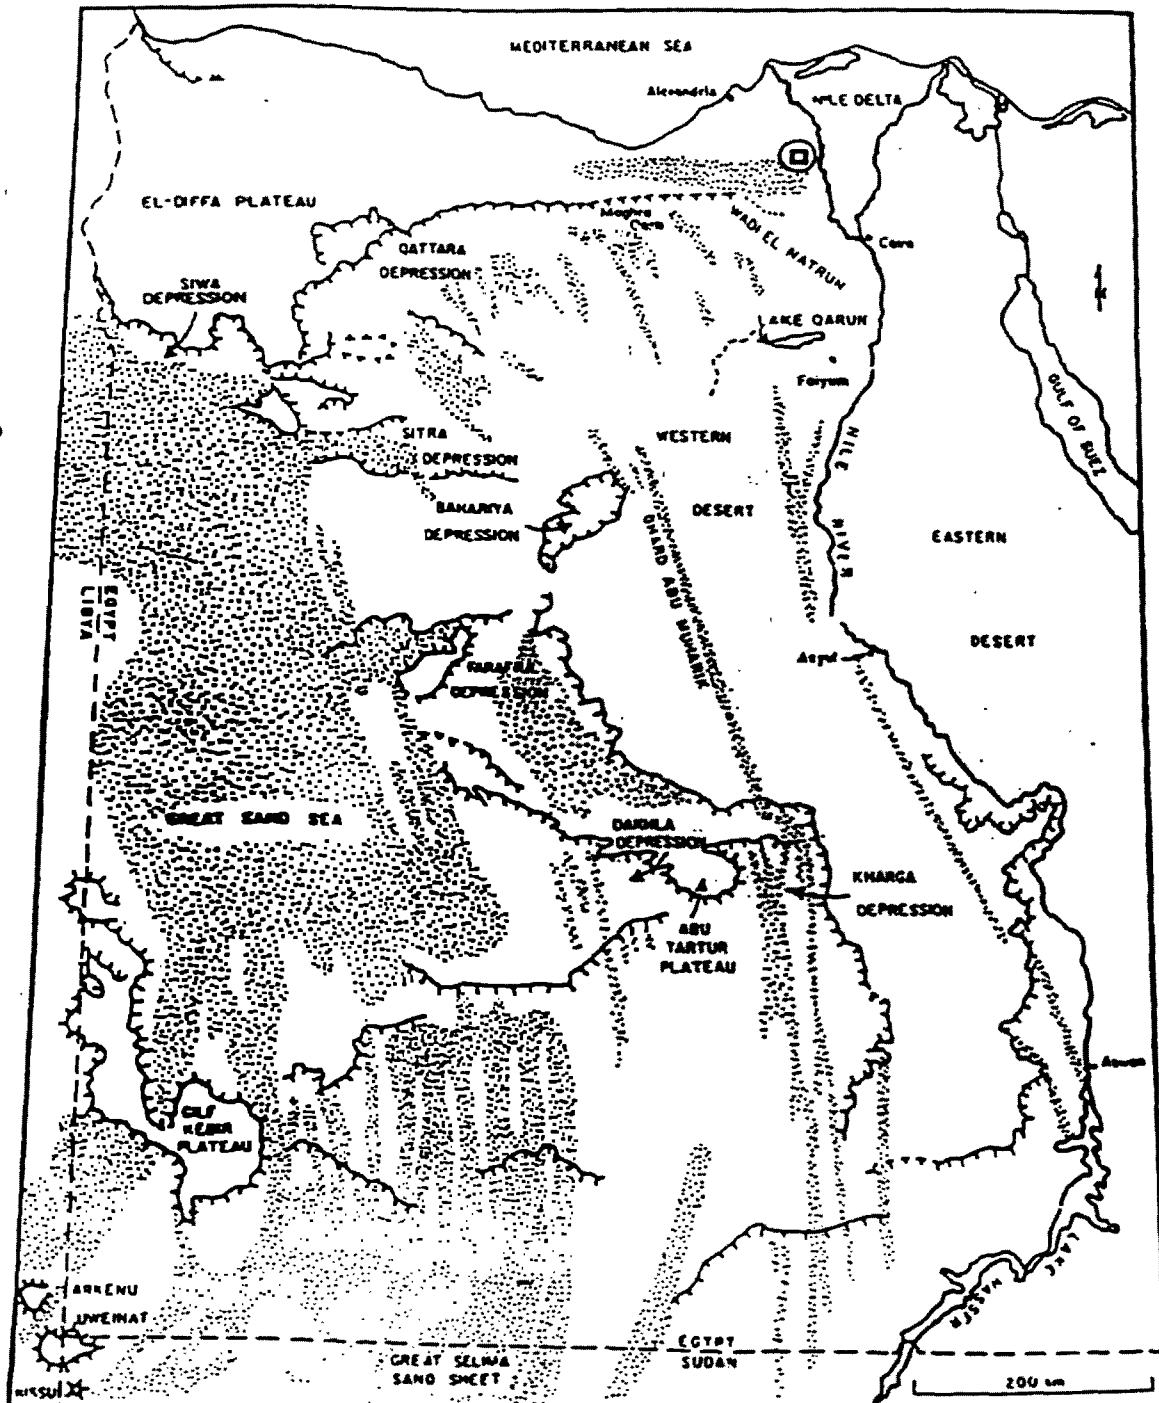 MEDITERRANEAN SEA
Alexandria
NILE DELTA
EL-DIFFA PLATEAU
Moghra
WADI EL NATRUN
QATTARA
DEPRESSION
Cairo
SIWA
DEPRESSION
N
LAKE QARUN
Faiyum
GULF OF SUEZ
SITRA
DEPRESSION
WESTERN
DESERT
NILE RIVER
BAHARIYA
DEPRESSION
EASTERN
DESERT
GHARD ABU MUHARIK
EGYPT
LIBYA
Asyut
FARAFRA
DEPRESSION
GREAT SAND SEA
DAKHLA
DEPRESSION
KHARGA
DEPRESSION
ABU
TARTUR
PLATEAU
Aswan
GILF
KEBIR
PLATEAU
LAKE NASSER
ARKENU
UWEINAT
EGYPT
SUDAN
GREAT SELIMA
SAND SHEET
KISSU
200 km